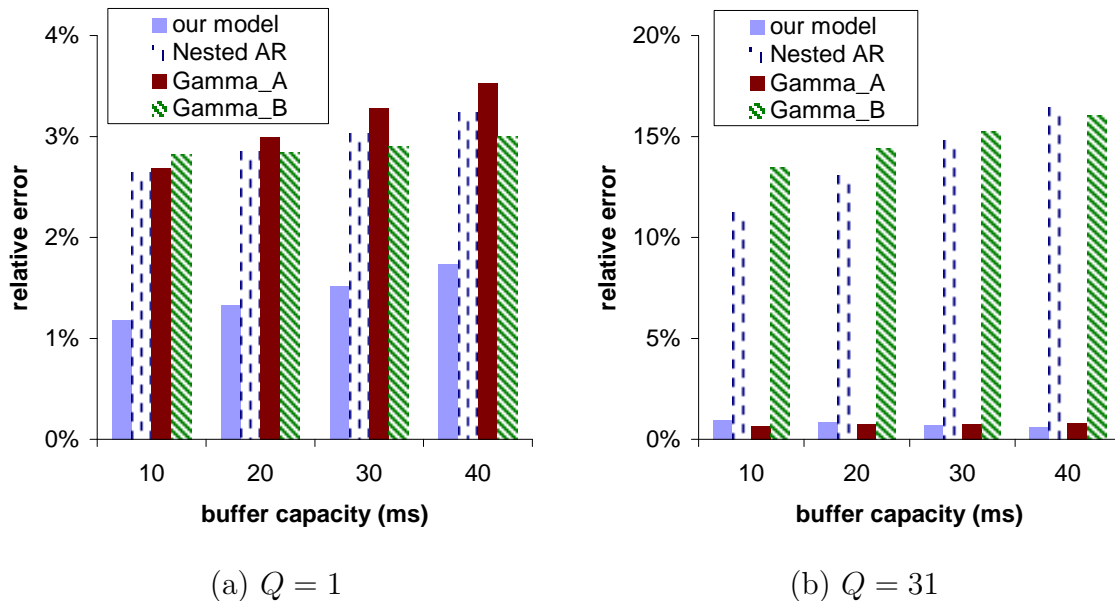 our model
Nested AR
Gamma_A
Gamma_B
4%
3%
2%
1%
0%
relative error
10 20 30 40
buffer capacity (ms)
(a) Q = 1
our model
Nested AR
Gamma_A
Gamma_B
20%
15%
10%
5%
0%
relative error
10 20 30 40
buffer capacity (ms)
(b) Q = 31